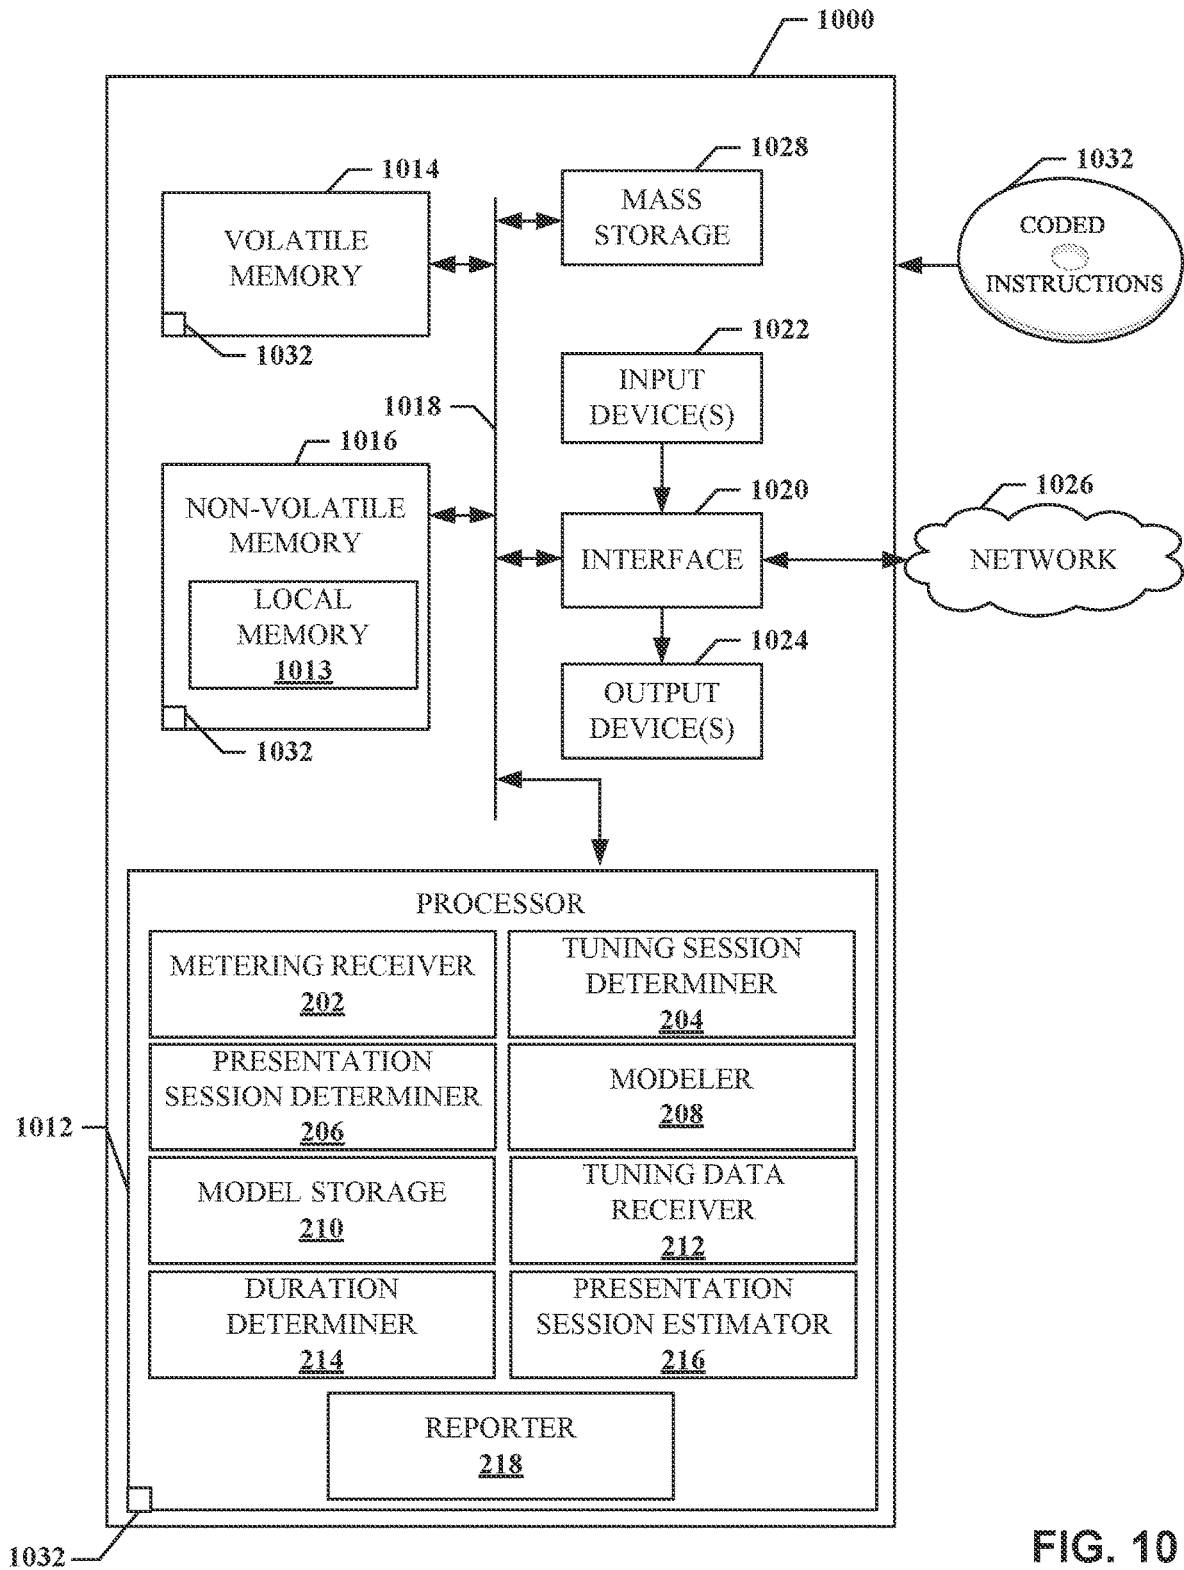 1000
1028
1014
1032
MASS
STORAGE
CODED
INSTRUCTIONS
VOLATILE
MEMORY
1032
1022
INPUT
DEVICE(S)
1018
1016
NON-VOLATILE
MEMORY
LOCAL
MEMORY
1013
1032
1020
INTERFACE
1026
NETWORK
1024
OUTPUT
DEVICE(S)
PROCESSOR
METERING RECEIVER
202
TUNING SESSION
DETERMINER
204
PRESENTATION
SESSION DETERMINER
206
MODELER
208
1012
MODEL STORAGE
210
TUNING DATA
RECEIVER
212
DURATION
DETERMINER
214
PRESENTATION
SESSION ESTIMATOR
216
REPORTER
218
1032
FIG. 10